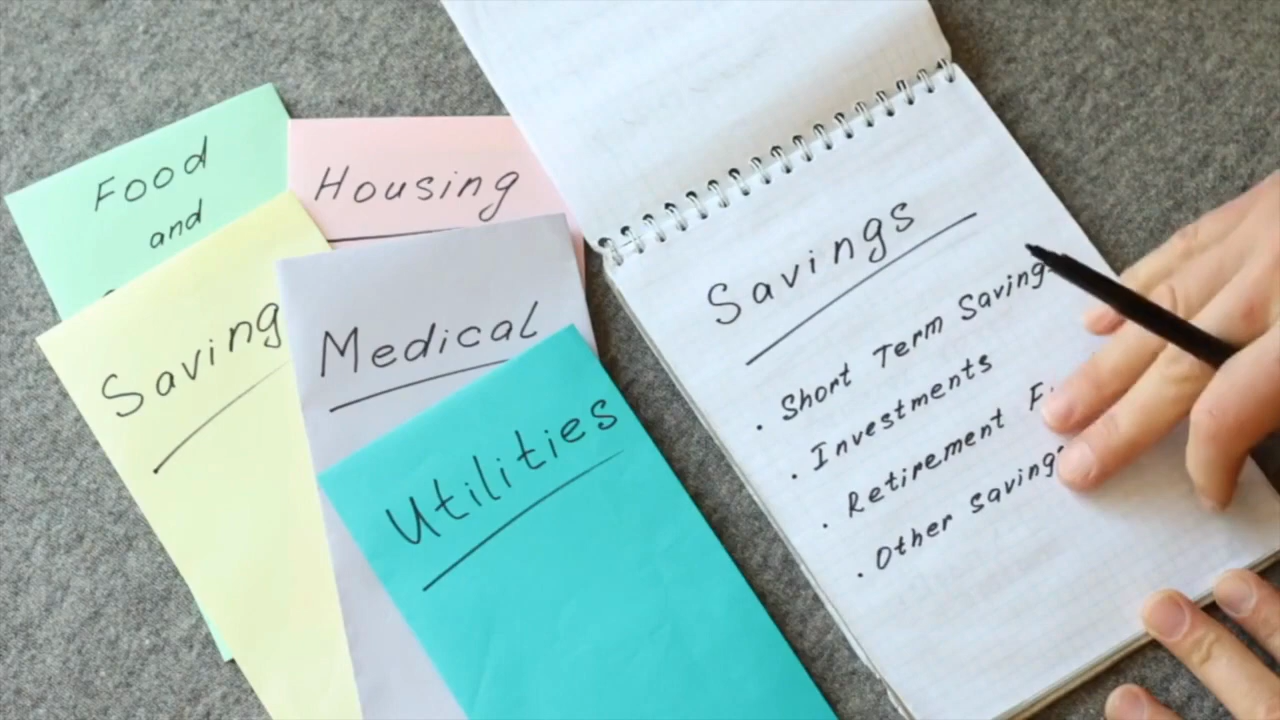 Food
and
Housing
Saving
Medical
Utilities
Savings
· Short Term Saving
· Investments
· Retirement F
· Other saving